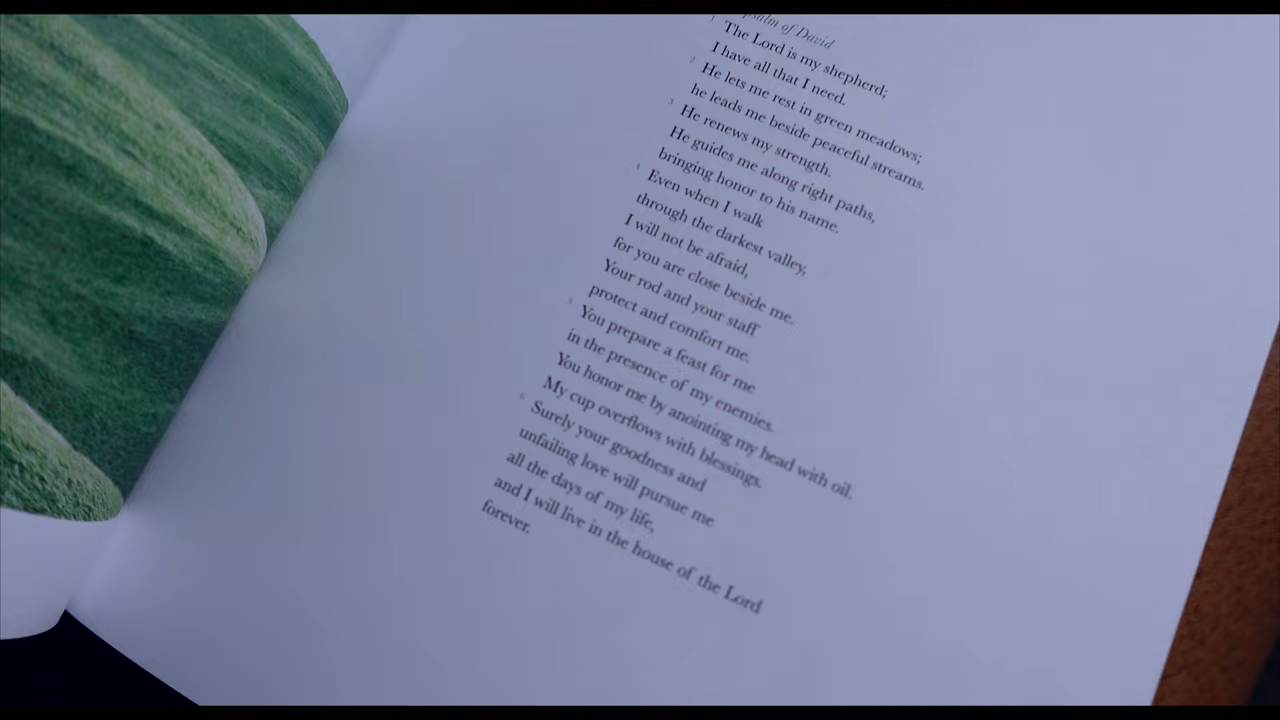 psalm of David
1 The Lord is my shepherd;
I have all that I need.
2 He lets me rest in green meadows;
he leads me beside peaceful streams.
3 He renews my strength.
He guides me along right paths,
bringing honor to his name.
4 Even when I walk
through the darkest valley,
I will not be afraid,
for you are close beside me.
Your rod and your staff
protect and comfort me.
5 You prepare a feast for me
in the presence of my enemies.
You honor me by anointing my head with oil.
My cup overflows with blessings.
6 Surely your goodness and
unfailing love will pursue me
all the days of my life,
and I will live in the house of the Lord
forever.